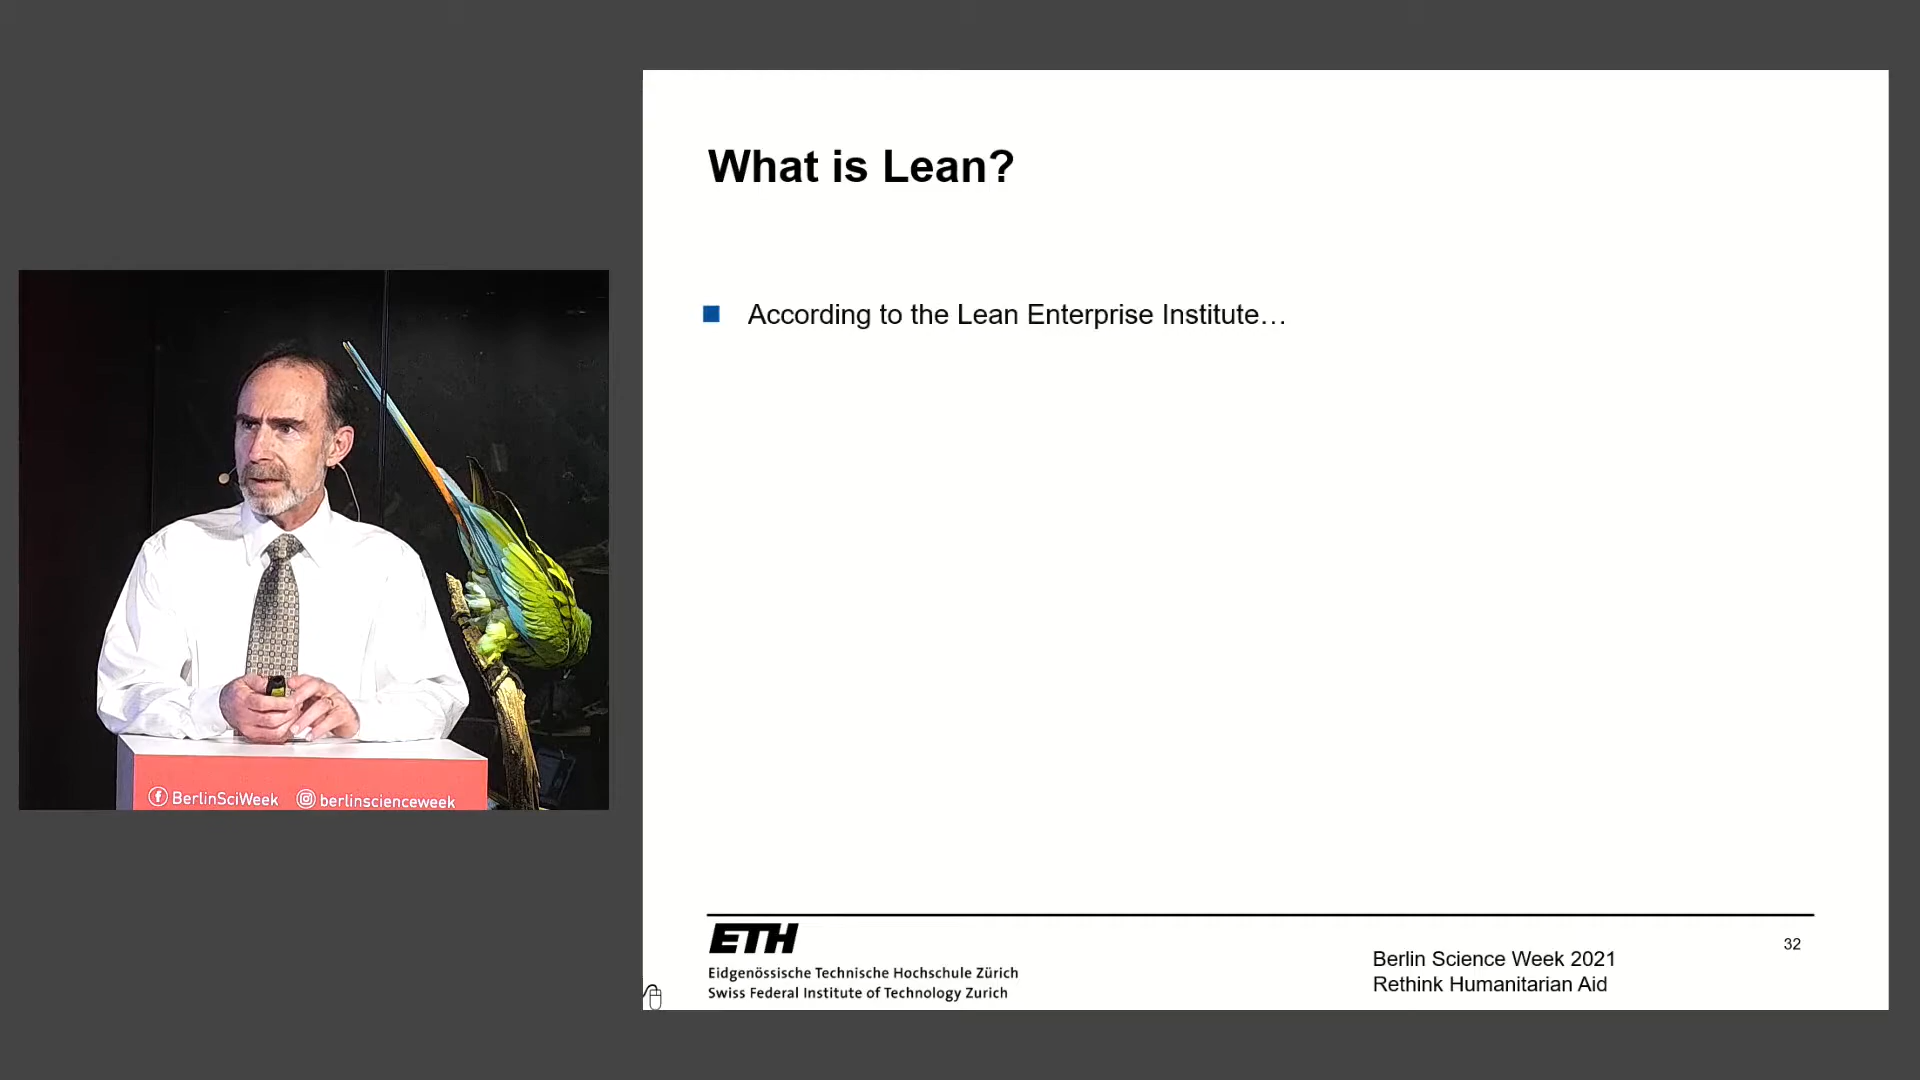 What is Lean?
According to the Lean Enterprise Institute…
BerlinSciWeek berlinscienceweek
ETH
Eidgenössische Technische Hochschule Zürich
Swiss Federal Institute of Technology Zurich
Berlin Science Week 2021
Rethink Humanitarian Aid
32